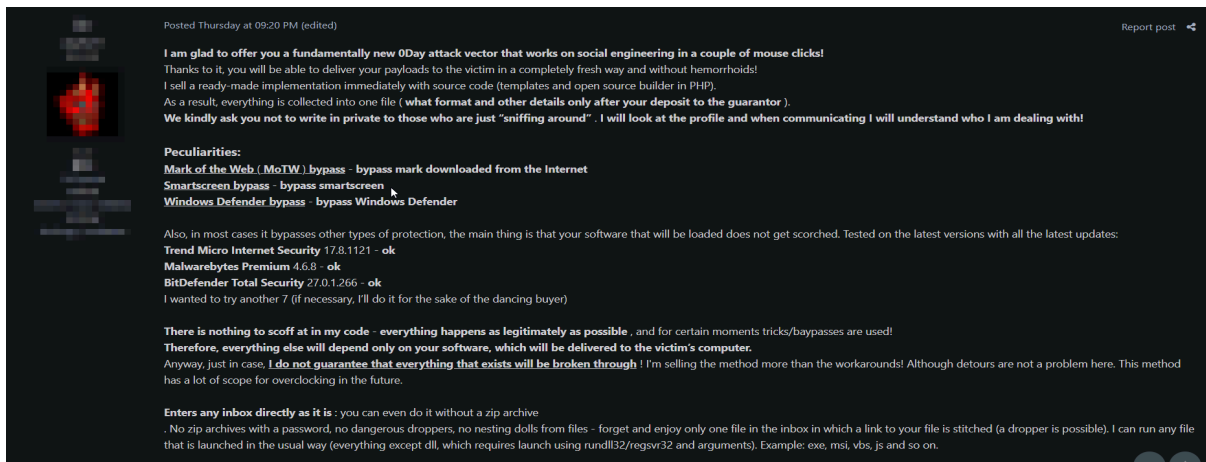 Posted Thursday at 09:20 PM (edited)
Report post
I am glad to offer you a fundamentally new 0Day attack vector that works on social engineering in a couple of mouse clicks!
Thanks to it, you will be able to deliver your payloads to the victim in a completely fresh way and without hemorrhoids!
I sell a ready-made implementation immediately with source code (templates and open source builder in PHP).
As a result, everything is collected into one file ( what format and other details only after your deposit to the guarantor ).
We kindly ask you not to write in private to those who are just “sniffing around” . I will look at the profile and when communicating I will understand who I am dealing with!
Peculiarities:
Mark of the Web ( MoTW ) bypass - bypass mark downloaded from the Internet
Smartscreen bypass - bypass smartscreen
Windows Defender bypass - bypass Windows Defender
Also, in most cases it bypasses other types of protection, the main thing is that your software that will be loaded does not get scorched. Tested on the latest versions with all the latest updates:
Trend Micro Internet Security 17.8.1121 - ok
Malwarebytes Premium 4.6.8 - ok
BitDefender Total Security 27.0.1.266 - ok
I wanted to try another 7 (if necessary, I'll do it for the sake of the dancing buyer)
There is nothing to scoff at in my code - everything happens as legitimately as possible , and for certain moments tricks/baypasses are used!
Therefore, everything else will depend only on your software, which will be delivered to the victim's computer.
Anyway, just in case, I do not guarantee that everything that exists will be broken through ! I'm selling the method more than the workarounds! Although detours are not a problem here. This method
has a lot of scope for overclocking in the future.
Enters any inbox directly as it is : you can even do it without a zip archive
. No zip archives with a password, no dangerous droppers, no nesting dolls from files - forget and enjoy only one file in the inbox in which a link to your file is stitched (a dropper is possible). I can run any file
that is launched in the usual way (everything except dll, which requires launch using rundll32/regsvr32 and arguments). Example: exe, msi, vbs, js and so on.